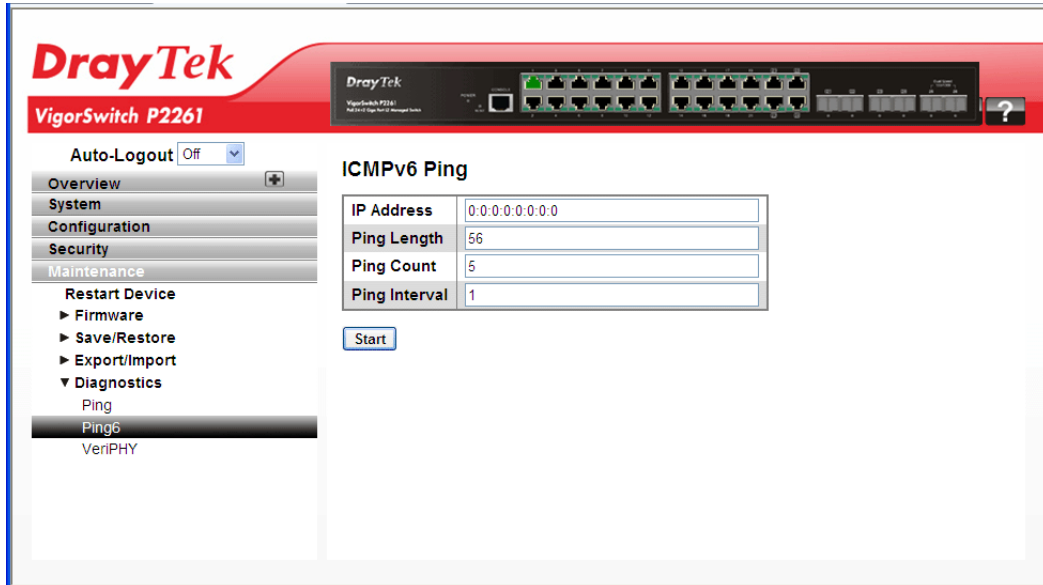 DrayTek
VigorSwitch P2261
DrayTek
VigorSwitch P2261
POWER
CONSOLE
?
Auto-Logout Off
Overview
System
Configuration
Security
Maintenance
Restart Device
▶ Firmware
▶ Save/Restore
▶ Export/Import
▼ Diagnostics
Ping
Ping6
VeriPHY
ICMPv6 Ping
IP Address 0:0:0:0:0:0:0:0
Ping Length 56
Ping Count 5
Ping Interval 1
Start